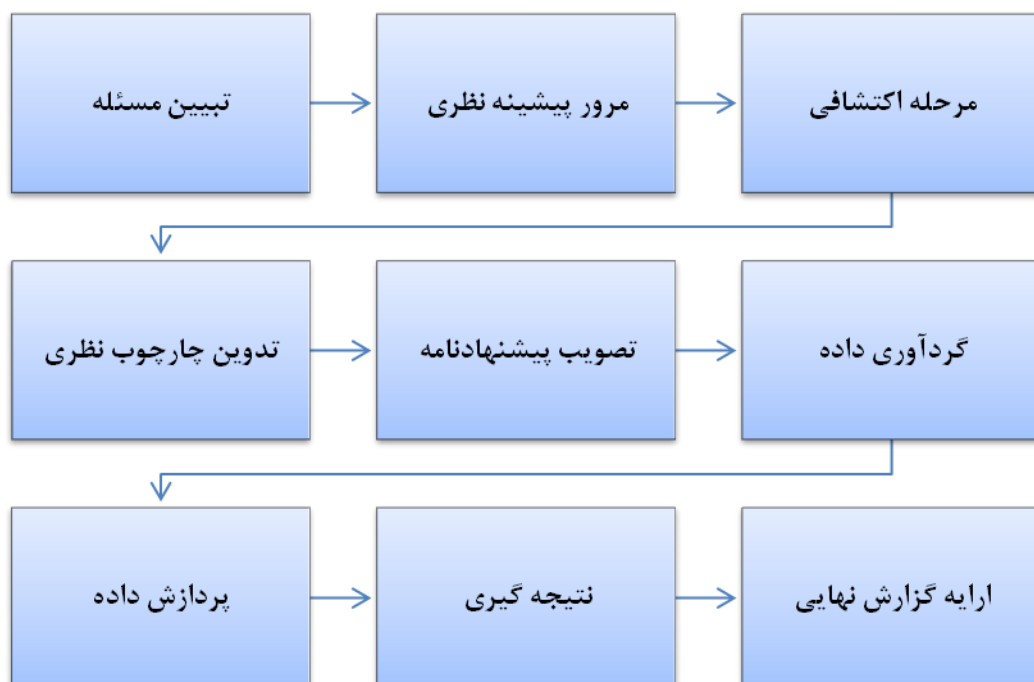 تبیین مسئله
مرور پیشینه نظری
مرحله اکتشافی
تدوین چارچوب نظری
تصویب پیشنهادنامه
گردآوری داده
پردازش داده
نتیجه گیری
ارایه گزارش نهایی